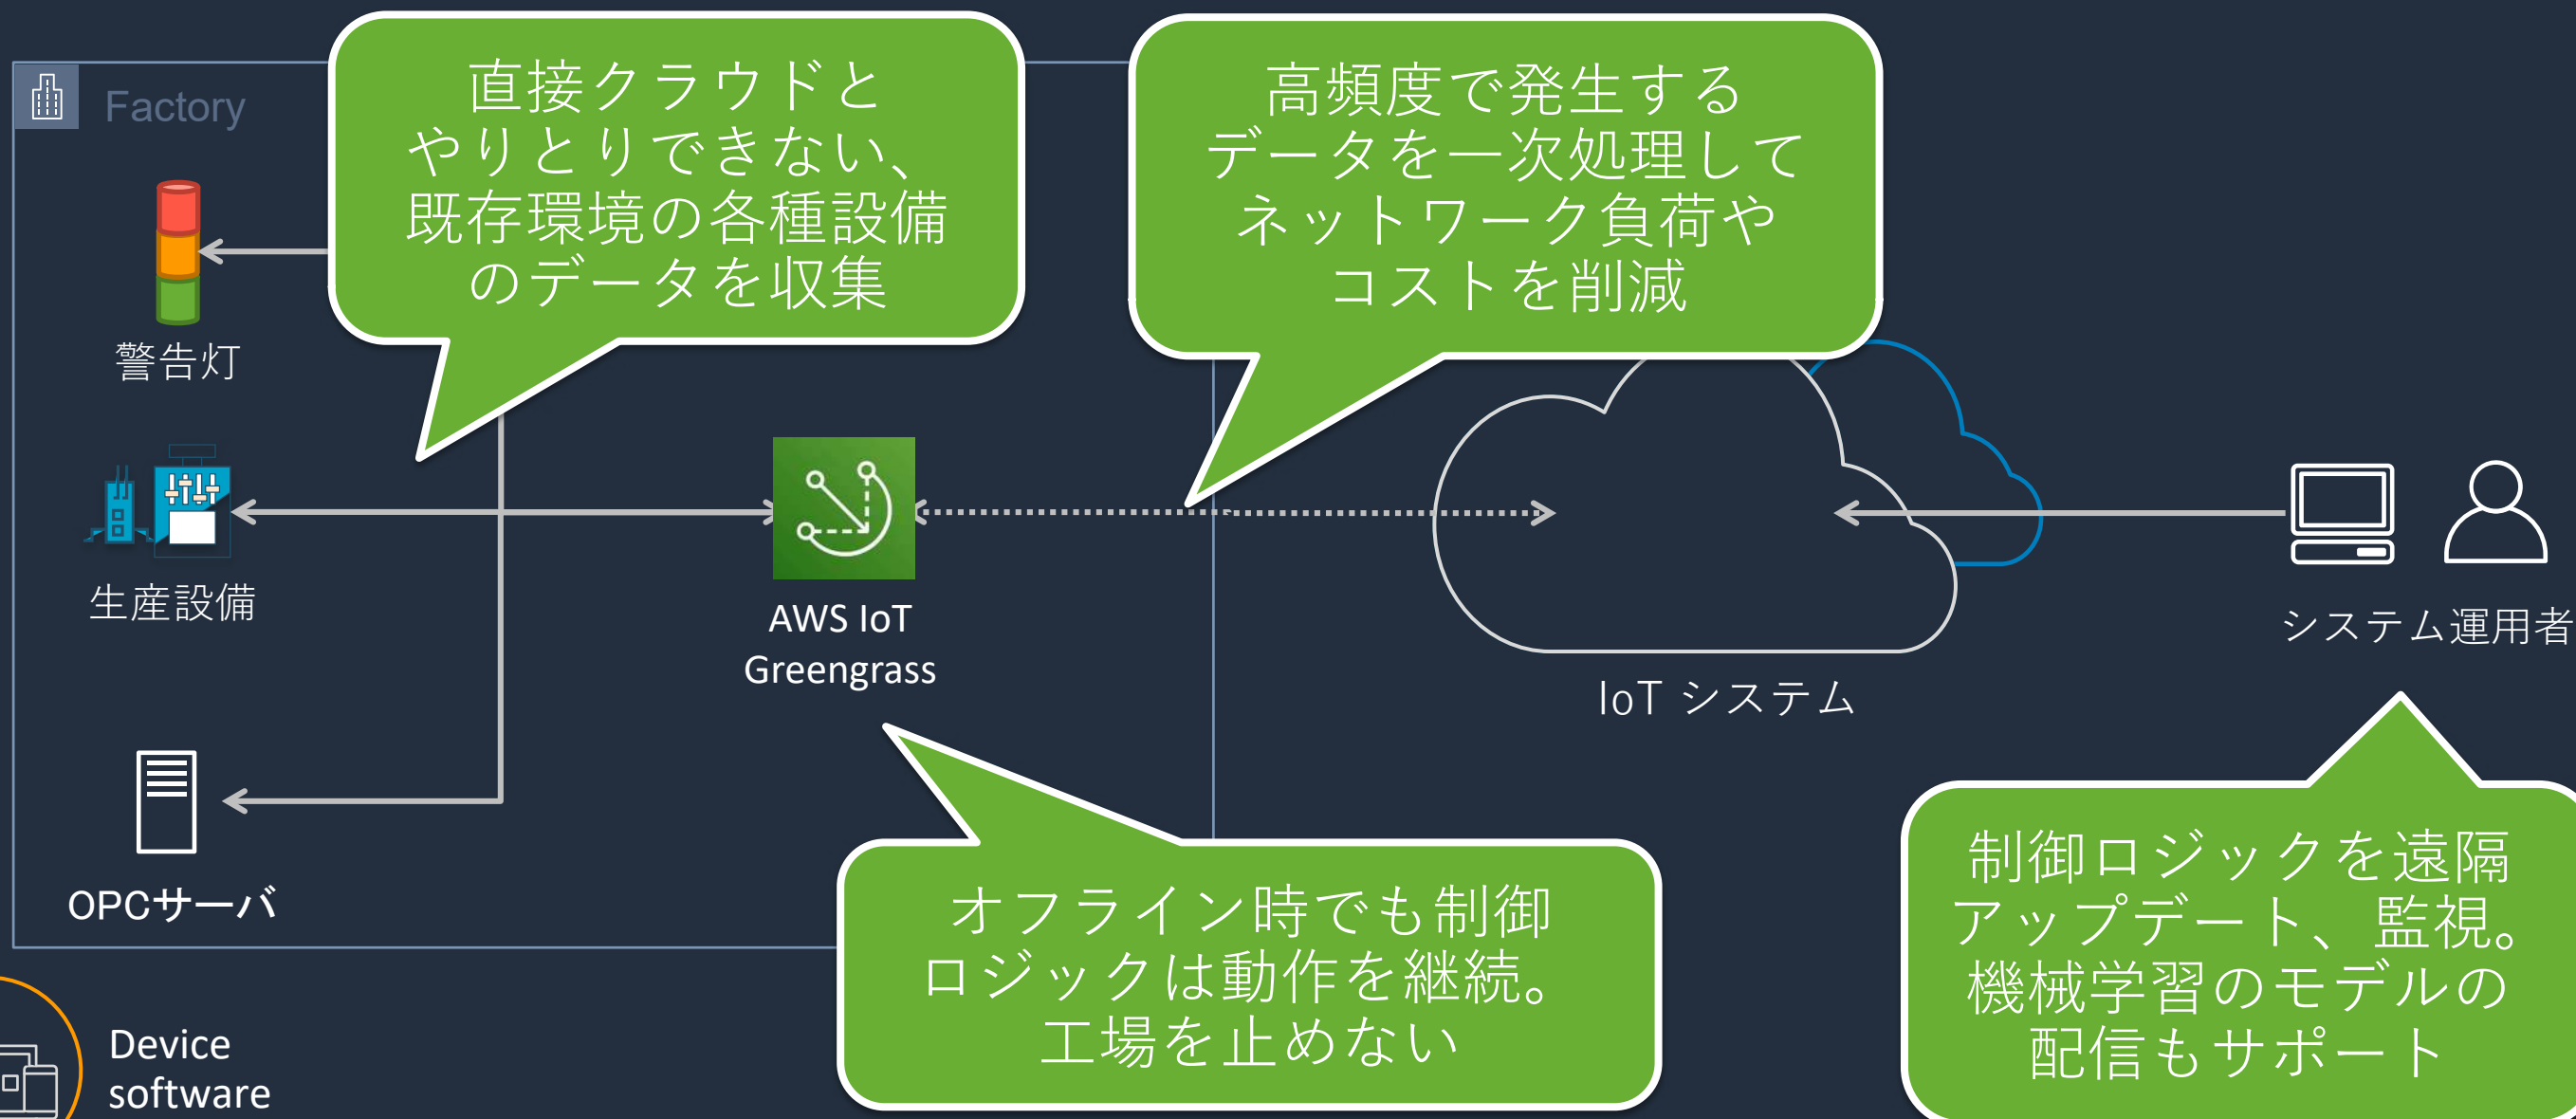 Factory
直接クラウドと
やりとりできない、
既存環境の各種設備
のデータを収集
高頻度で発生する
データを一次処理して
ネットワーク負荷や
コストを削減
警告灯
生産設備
AWS IoT
Greengrass
IoT システム
システム運用者
OPCサーバ
オフライン時でも制御
ロジックは動作を継続。
工場を止めない
制御ロジックを遠隔
アップデート、監視。
機械学習のモデルの
配信もサポート
Device
software